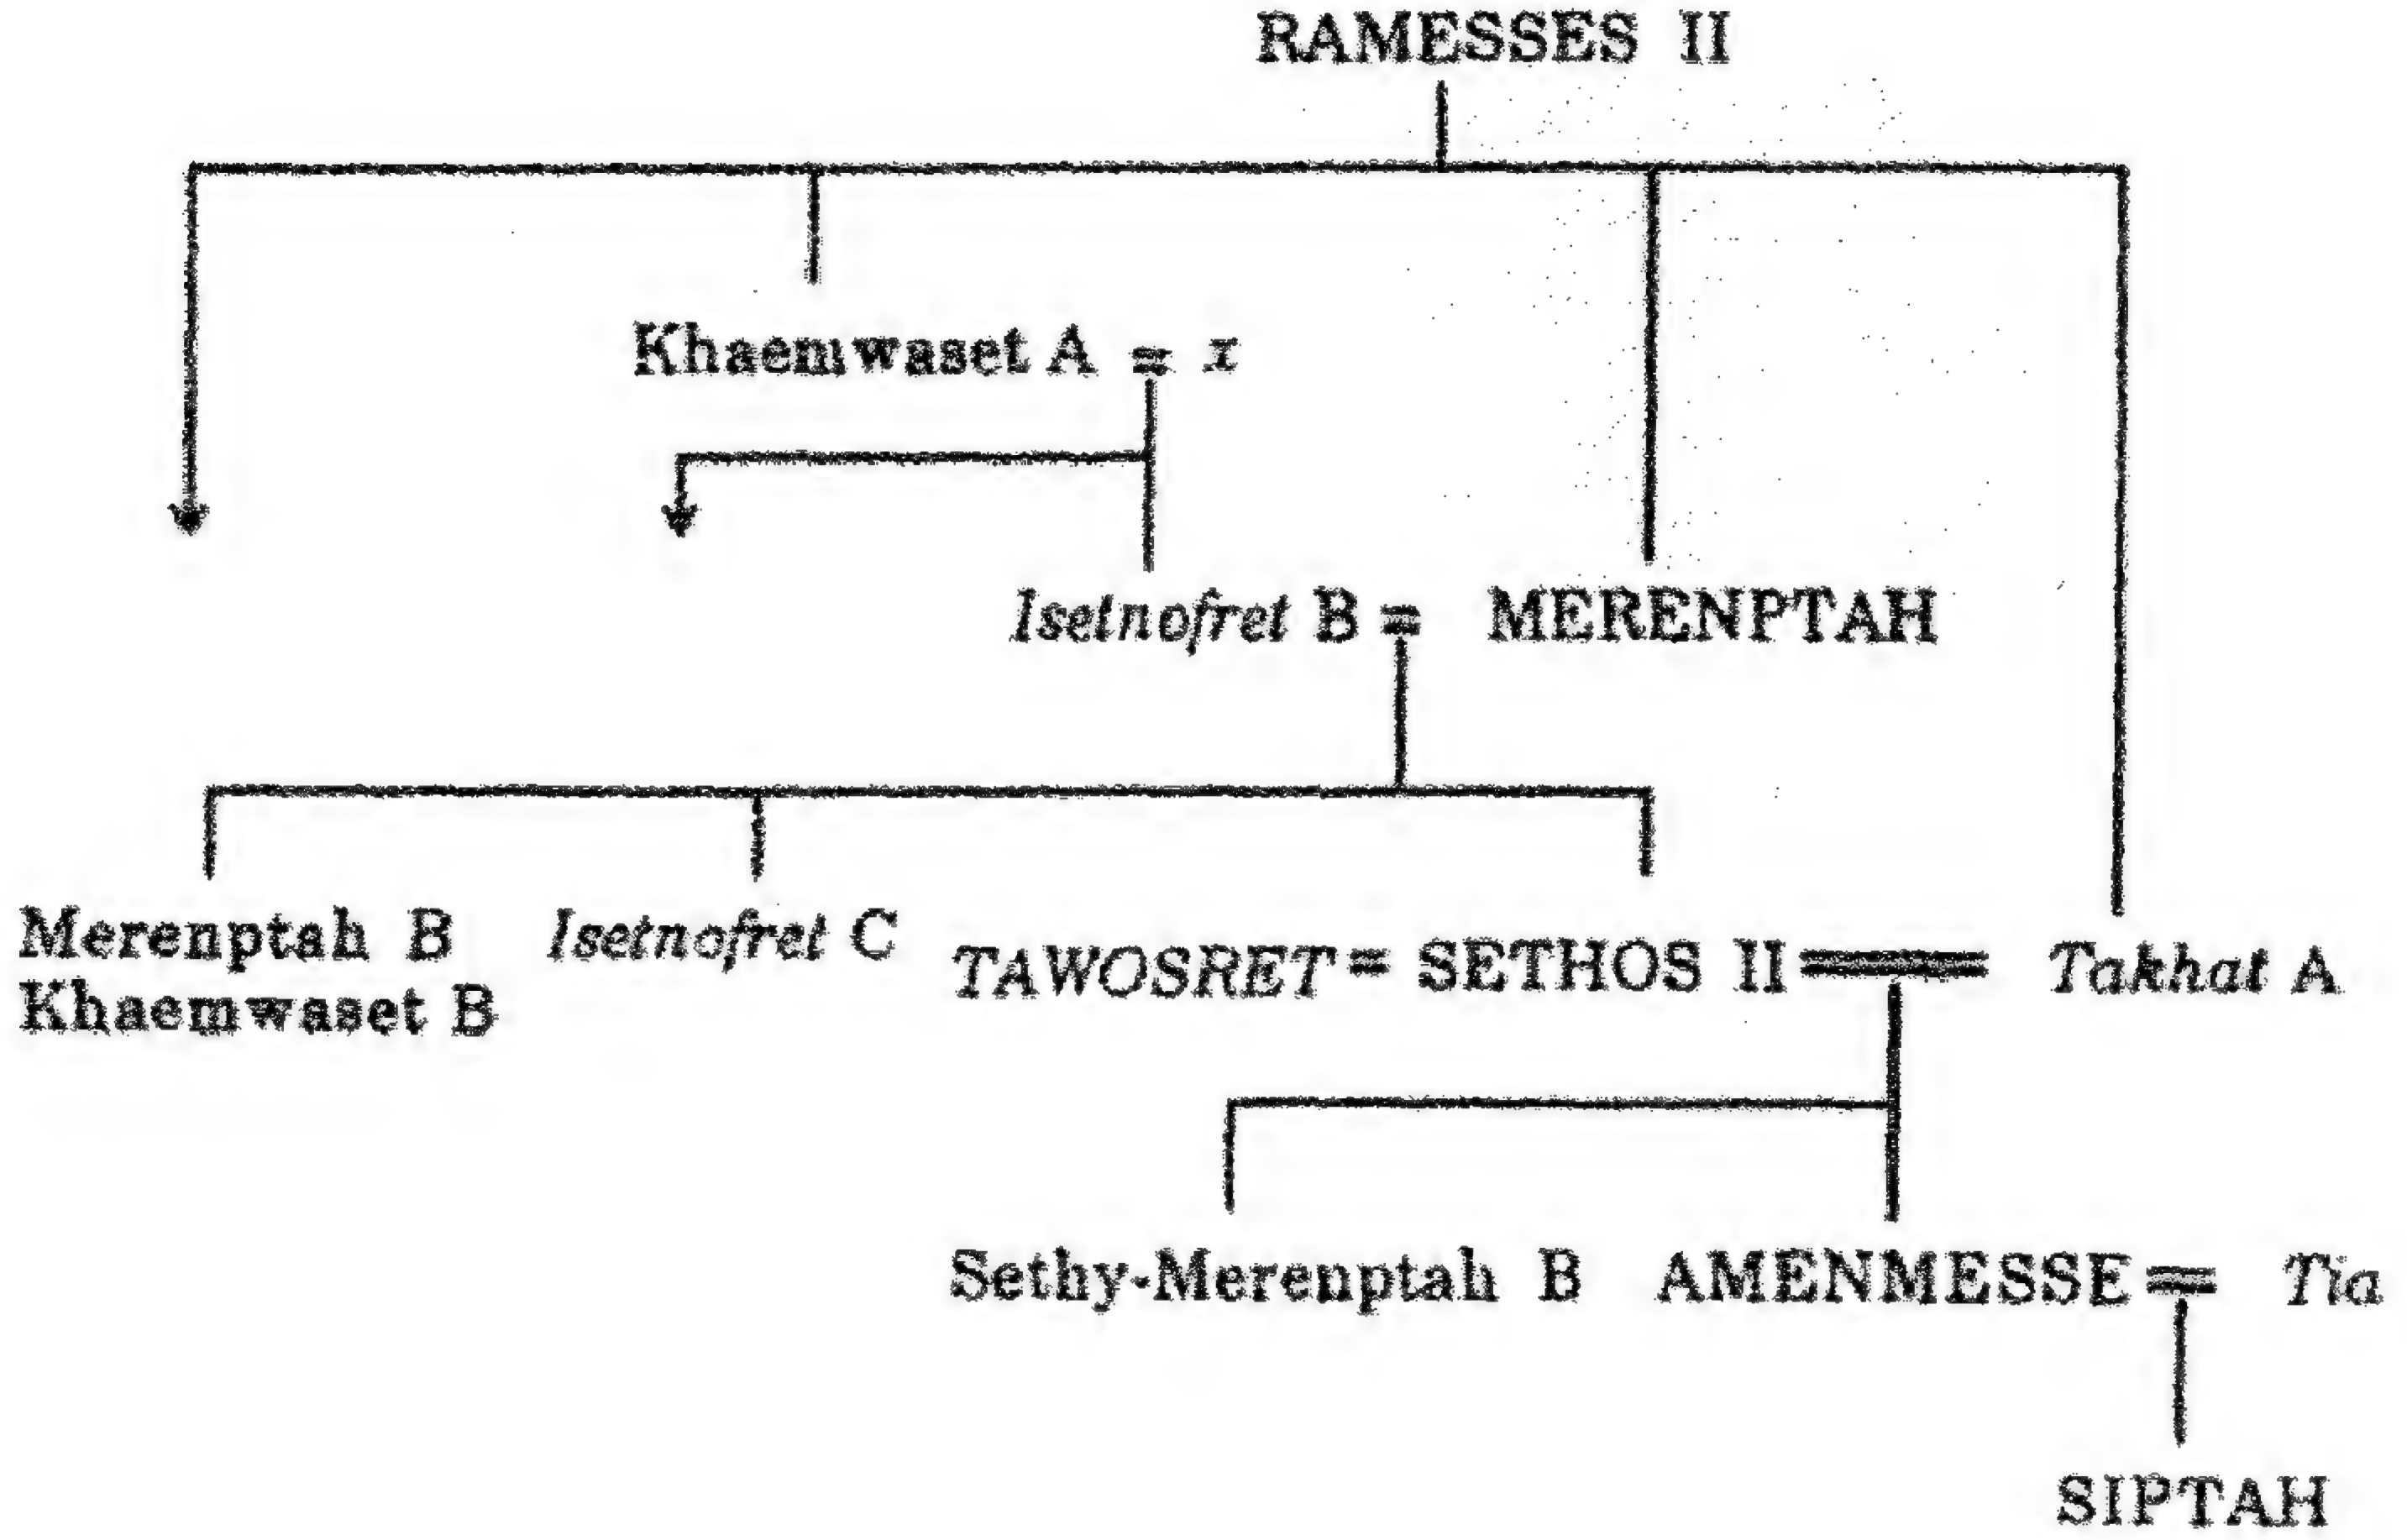 RAMESSES II
Khaemwaset A = x
Isetnofret B = MERENPTAH
Merenptah B Isetnofret C TAWOSRET = SETHOS II = Takhat A
Khaemwaset B
Sethy-Merenptah B AMENMESSE = Tia
SIPTAH